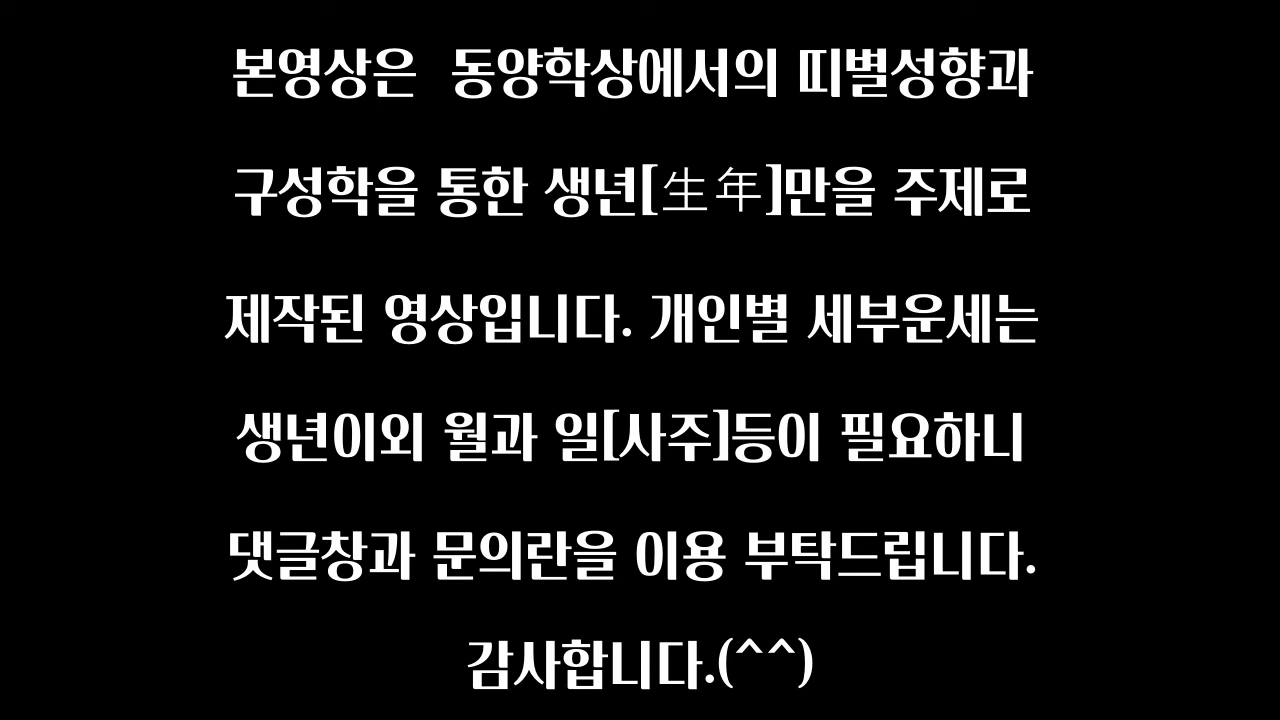 본영상은  동양학상에서의 띠별성향과
구성학을 통한 생년[生年]만을 주제로
제작된 영상입니다. 개인별 세부운세는
생년이외 월과 일[사주]등이 필요하니
댓글창과 문의란을 이용 부탁드립니다.
감사합니다.(^^)